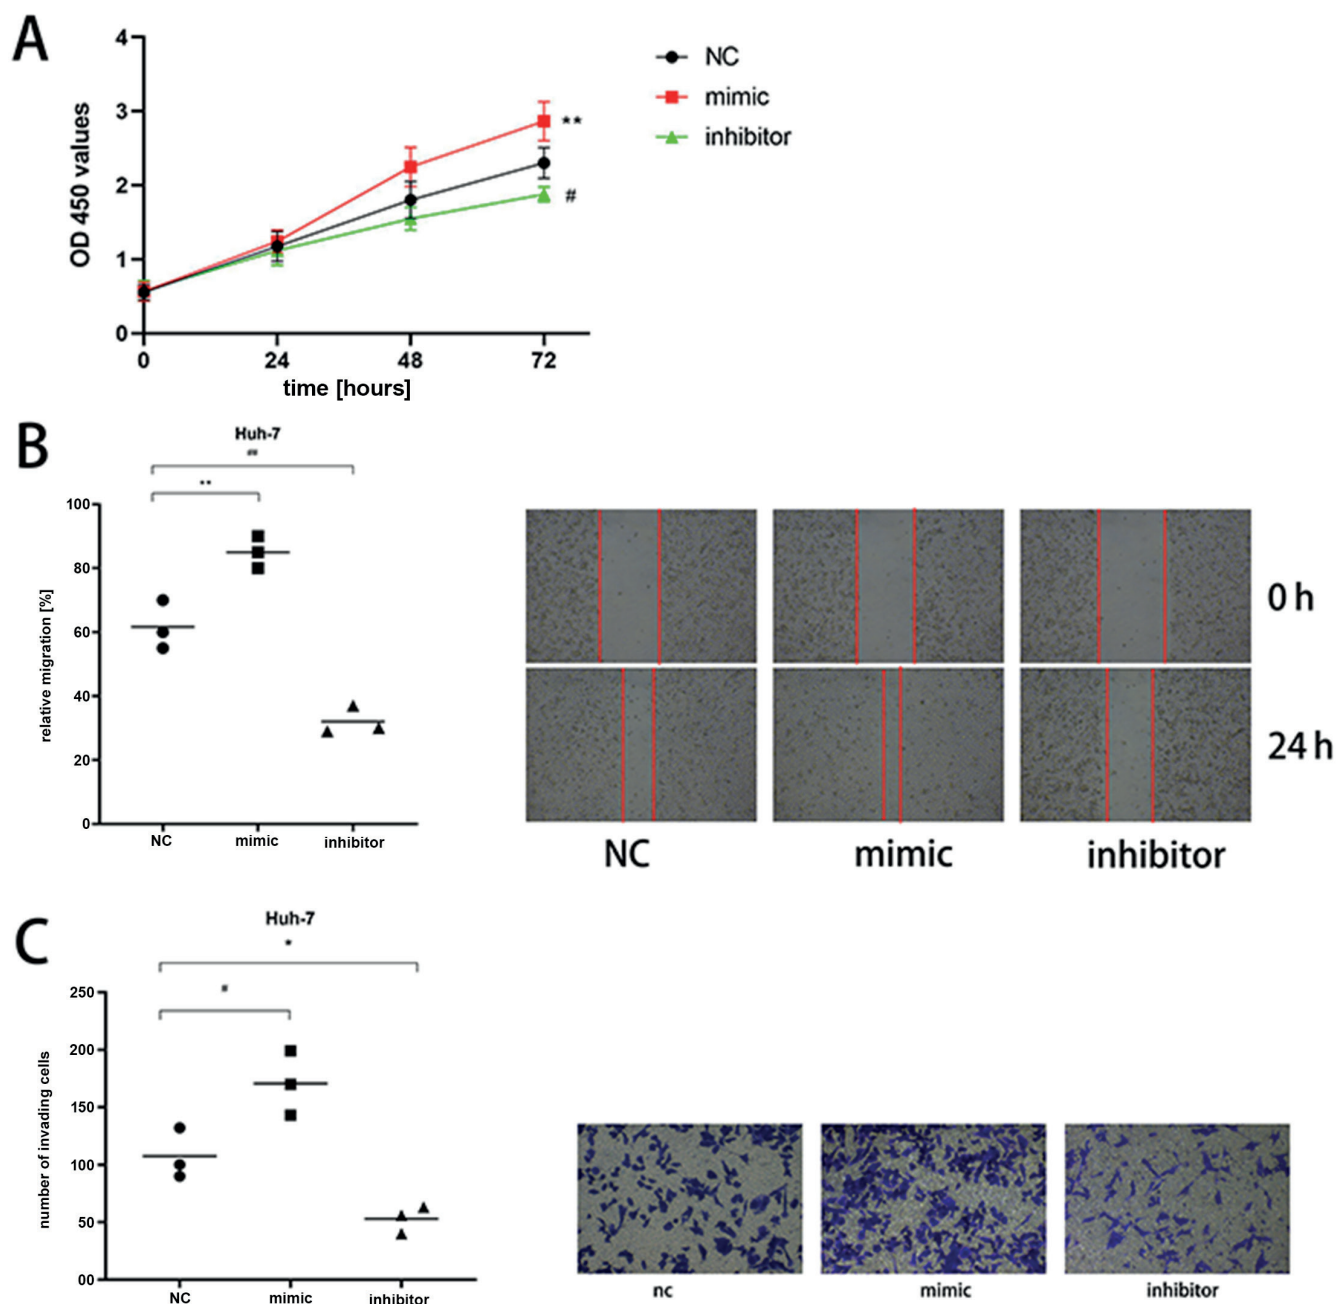 A
OD 450 values
4
3
2
1
0
0 24 48 72
time [hours]
NC
mimic
inhibitor
**
#
B
Huh-7
##
**
relative migration [%]
100
80
60
40
20
0
NC mimic inhibitor
0 h
24 h
NC mimic inhibitor
C
Huh-7
*
#
number of invading cells
250
200
150
100
50
00
NC mimic inhibitor
nc mimic inhibitor